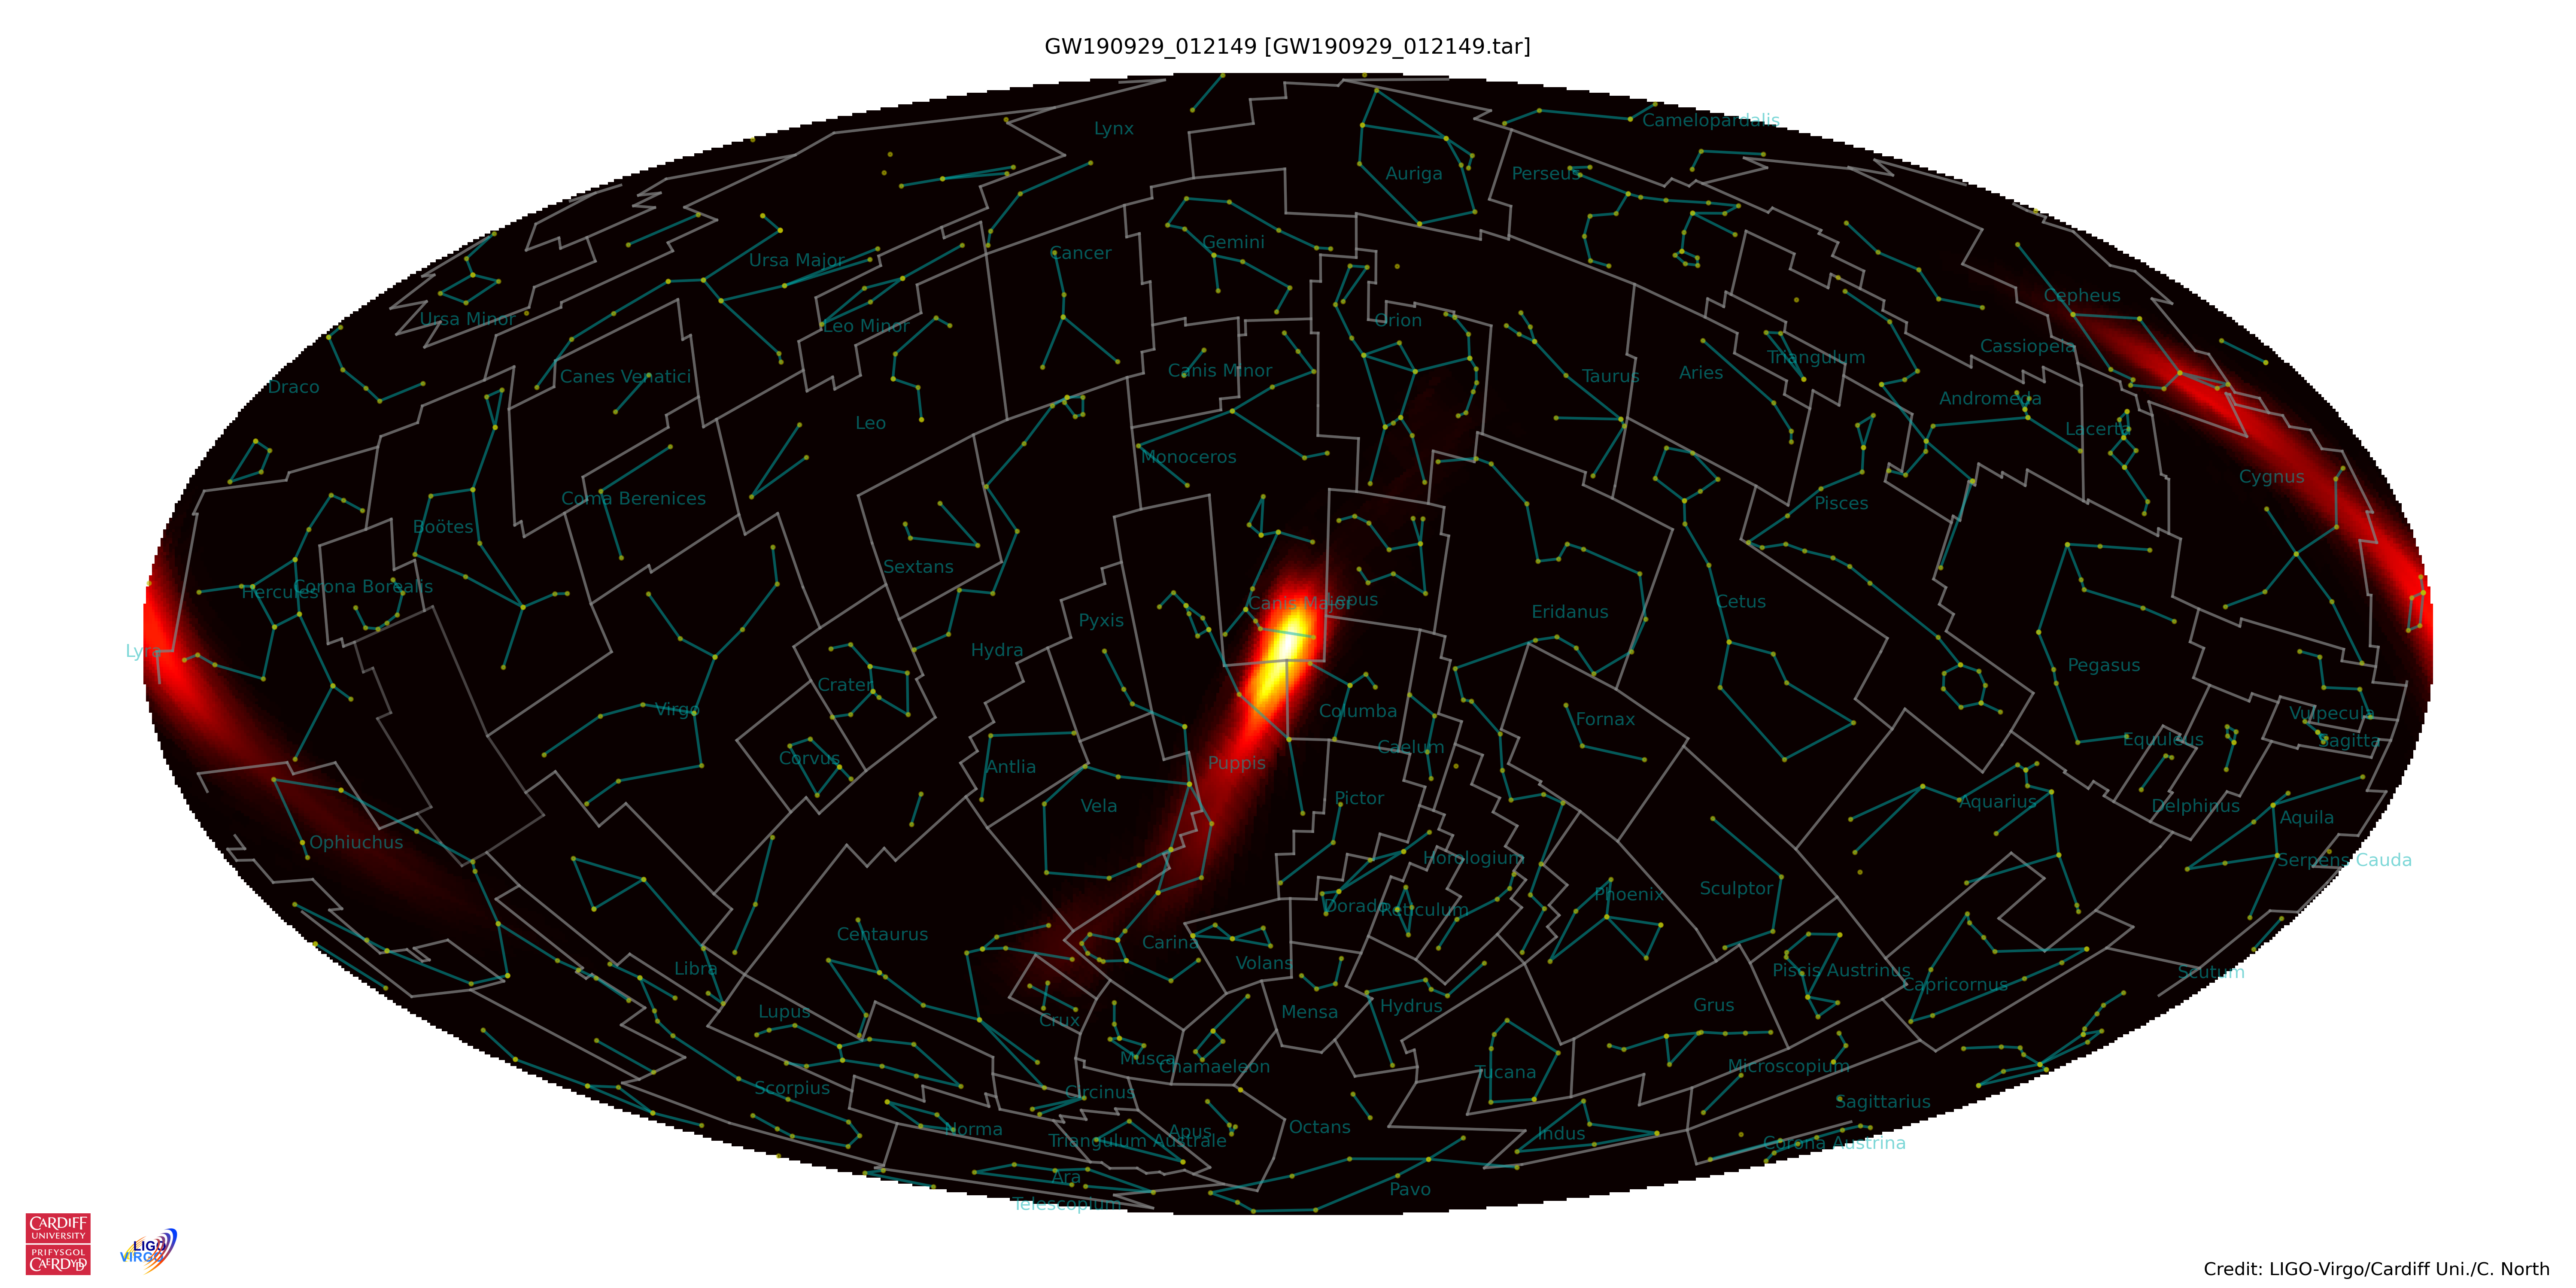 GW190929_012149 [GW190929_012149.tar]
Camelopardalis
Lynx
Auriga
Perseus
Gemini
Cancer
Ursa Major
Cepheus
Ursa Minor
Leo Minor
Orion
Cassiopeia
Triangulum
Canis Minor
Canes Venatici
Taurus
Aries
Draco
Andromeda
Leo
Lacerta
Monoceros
Cygnus
Coma Berenices
Pisces
Boötes
Sextans
Corona Borealis
Hercules
Canis Major
Lepus
Cetus
Eridanus
Pyxis
Lyra
Hydra
Pegasus
Crater
Virgo
Columba
Vulpecula
Fornax
Equuleus
Sagitta
Caelum
Corvus
Puppis
Antlia
Pictor
Aquarius
Vela
Delphinus
Aquila
Ophiuchus
Horologium
Serpens Cauda
Sculptor
Phoenix
Dorado
Reticulum
Centaurus
Carina
Volans
Libra
Piscis Austrinus
Scutum
Capricornus
Hydrus
Grus
Lupus
Mensa
Crux
Musca
Chamaeleon
Microscopium
Tucana
Scorpius
Circinus
Sagittarius
Octans
Norma
Apus
Indus
Triangulum Australe
Corona Austrina
Ara
Pavo
Telescopium
CARDIFF
UNIVERSITY
PRIFYSGOL
CAERDYDD
LIGO
VIRGO
Credit: LIGO-Virgo/Cardiff Uni./C. North